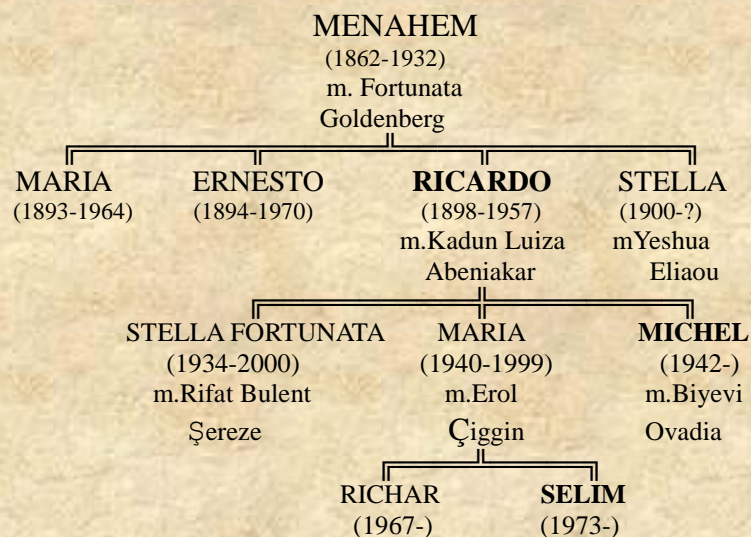 MENAHEM
(1862-1932)
m. Fortunata
Goldenberg
MARIA ERNESTO RICARDO STELLA
(1893-1964) (1894-1970) (1898-1957) (1900-?)
m.Kadun Luiza mYeshua
Abeniakar Eliaou
STELLA FORTUNATA MARIA MICHEL
(1934-2000) (1940-1999) (1942-)
m.Rifat Bulent m.Erol m.Biyevi
Şereze Çiggin Ovadia
RICHAR SELIM
(1967-) (1973-)